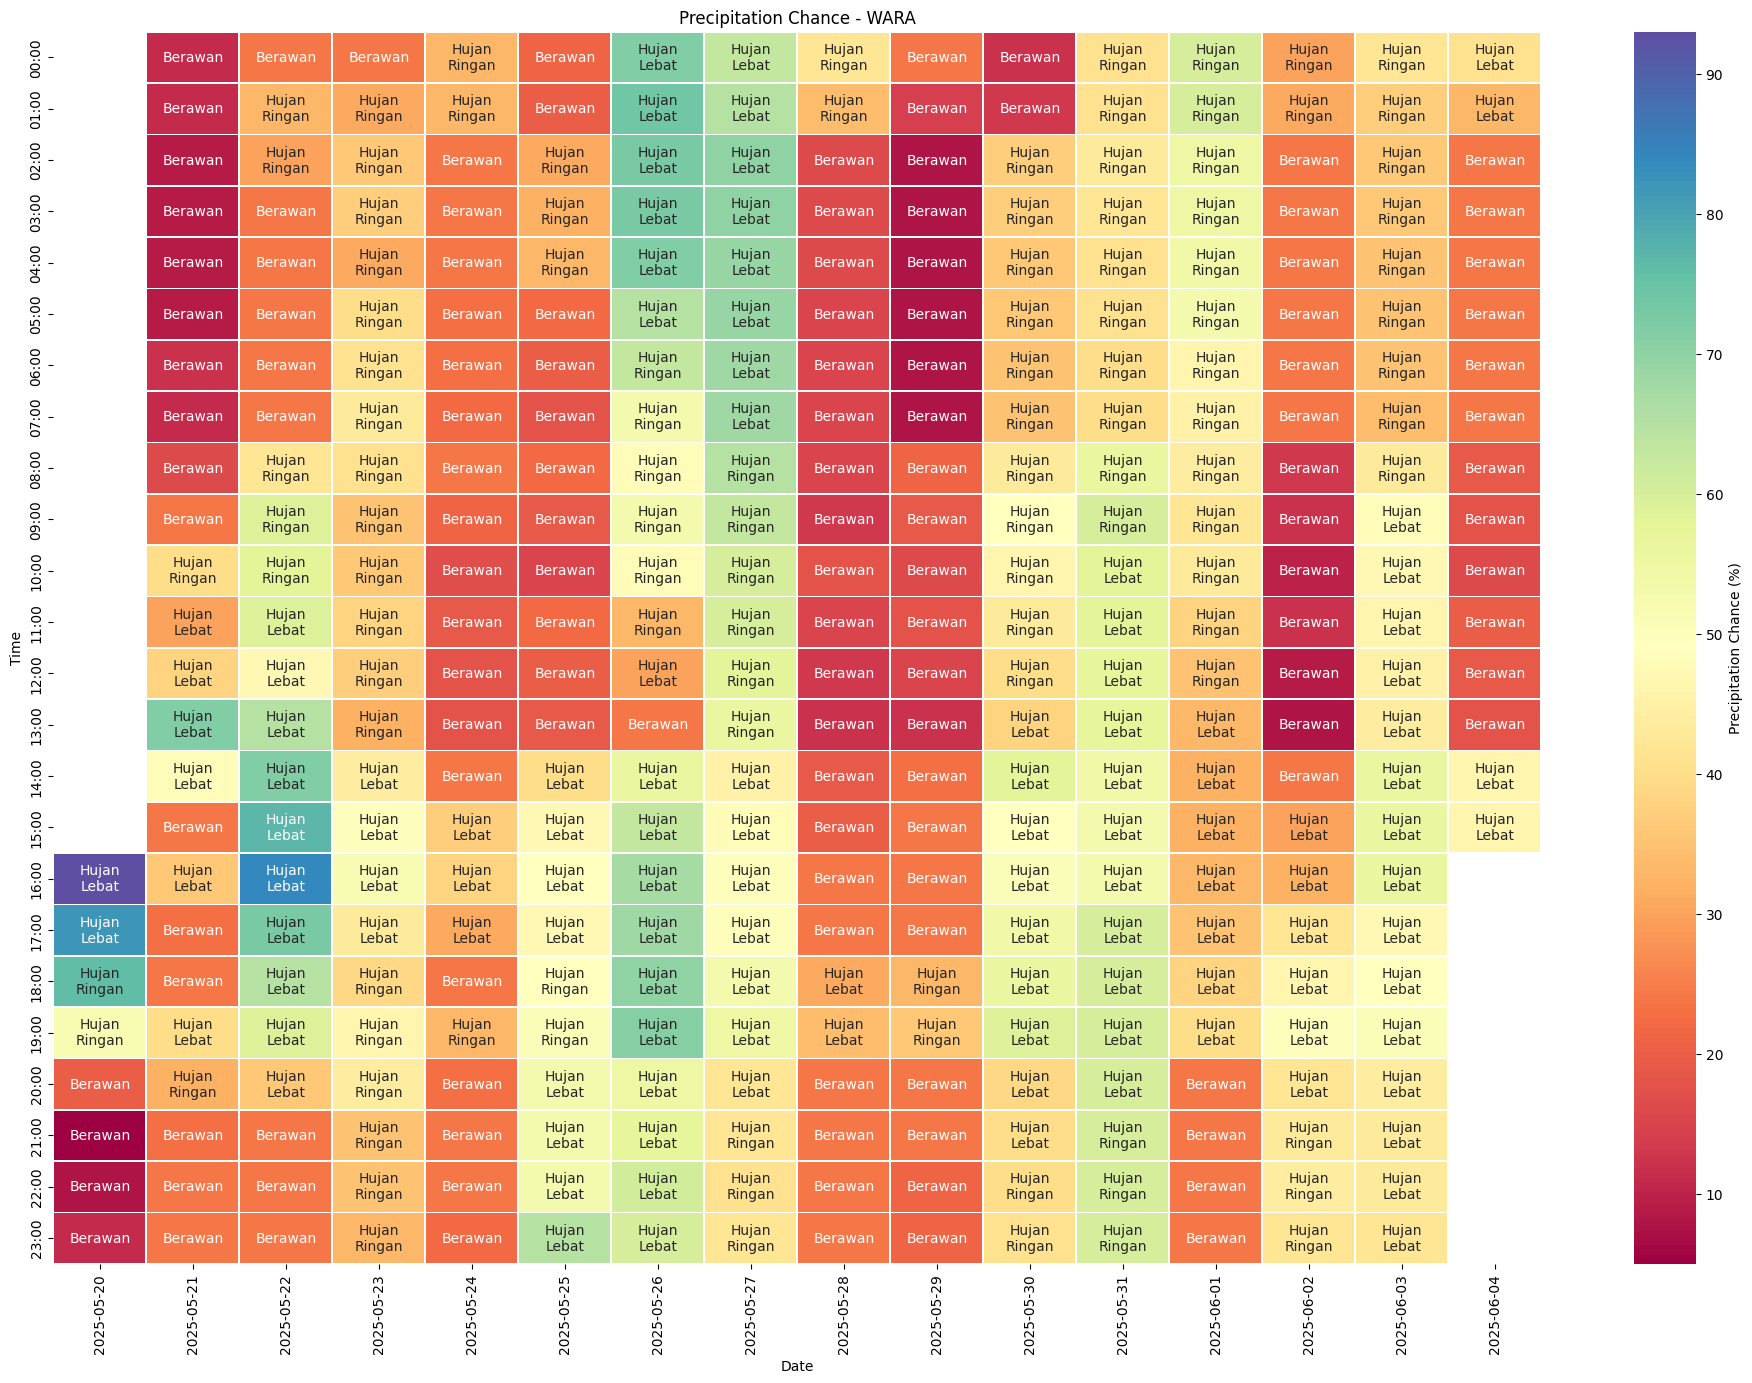 Precipitation Chance - WARA
00:00 Berawan Berawan Berawan Hujan Ringan Berawan Hujan Lebat Hujan Lebat Hujan Ringan Berawan Berawan Hujan Ringan Hujan Ringan Hujan Ringan Hujan Ringan Hujan Lebat
01:00 Berawan Hujan Ringan Hujan Ringan Hujan Ringan Berawan Hujan Lebat Hujan Lebat Hujan Ringan Berawan Berawan Hujan Ringan Hujan Ringan Hujan Ringan Hujan Ringan Hujan Lebat
02:00 Berawan Hujan Ringan Hujan Ringan Berawan Hujan Ringan Hujan Lebat Hujan Lebat Berawan Berawan Hujan Ringan Hujan Ringan Hujan Ringan Berawan Hujan Ringan Berawan
03:00 Berawan Berawan Hujan Ringan Berawan Hujan Ringan Hujan Lebat Hujan Lebat Berawan Berawan Hujan Ringan Hujan Ringan Hujan Ringan Berawan Hujan Ringan Berawan
04:00 Berawan Berawan Hujan Ringan Berawan Hujan Ringan Hujan Lebat Hujan Lebat Berawan Berawan Hujan Ringan Hujan Ringan Hujan Ringan Berawan Hujan Ringan Berawan
05:00 Berawan Berawan Hujan Ringan Berawan Berawan Hujan Lebat Hujan Lebat Berawan Berawan Hujan Ringan Hujan Ringan Hujan Ringan Berawan Hujan Ringan Berawan
06:00 Berawan Berawan Hujan Ringan Berawan Berawan Hujan Ringan Hujan Lebat Berawan Berawan Hujan Ringan Hujan Ringan Hujan Ringan Berawan Hujan Ringan Berawan
07:00 Berawan Berawan Hujan Ringan Berawan Berawan Hujan Ringan Hujan Lebat Berawan Berawan Hujan Ringan Hujan Ringan Hujan Ringan Berawan Hujan Ringan Berawan
08:00 Berawan Hujan Ringan Hujan Ringan Berawan Berawan Hujan Ringan Hujan Ringan Berawan Berawan Hujan Ringan Hujan Ringan Hujan Ringan Berawan Hujan Ringan Berawan
09:00 Berawan Hujan Ringan Hujan Ringan Berawan Berawan Hujan Ringan Hujan Ringan Berawan Berawan Hujan Ringan Hujan Ringan Hujan Ringan Berawan Hujan Lebat Berawan
10:00 Hujan Ringan Hujan Ringan Hujan Ringan Berawan Berawan Hujan Ringan Hujan Ringan Berawan Berawan Hujan Ringan Hujan Lebat Hujan Ringan Berawan Hujan Lebat Berawan
11:00 Hujan Lebat Hujan Lebat Hujan Ringan Berawan Berawan Hujan Ringan Hujan Ringan Berawan Berawan Hujan Ringan Hujan Lebat Hujan Ringan Berawan Hujan Lebat Berawan
12:00 Hujan Lebat Hujan Lebat Hujan Ringan Berawan Berawan Hujan Lebat Hujan Ringan Berawan Berawan Hujan Ringan Hujan Lebat Hujan Ringan Berawan Hujan Lebat Berawan
13:00 Hujan Lebat Hujan Lebat Hujan Ringan Berawan Berawan Berawan Hujan Ringan Berawan Berawan Hujan Lebat Hujan Lebat Hujan Lebat Berawan Hujan Lebat Berawan
14:00 Hujan Lebat Hujan Lebat Hujan Lebat Berawan Hujan Lebat Hujan Lebat Hujan Lebat Berawan Berawan Hujan Lebat Hujan Lebat Hujan Lebat Berawan Hujan Lebat Hujan Lebat
15:00 Berawan Hujan Lebat Hujan Lebat Hujan Lebat Hujan Lebat Hujan Lebat Hujan Lebat Berawan Berawan Hujan Lebat Hujan Lebat Hujan Lebat Hujan Lebat Hujan Lebat Hujan Lebat
16:00 Hujan Lebat Hujan Lebat Hujan Lebat Hujan Lebat Hujan Lebat Hujan Lebat Hujan Lebat Hujan Lebat Berawan Berawan Hujan Lebat Hujan Lebat Hujan Lebat Hujan Lebat Hujan Lebat
17:00 Hujan Lebat Berawan Hujan Lebat Hujan Lebat Hujan Lebat Hujan Lebat Hujan Lebat Hujan Lebat Berawan Berawan Hujan Lebat Hujan Lebat Hujan Lebat Hujan Lebat Hujan Lebat
18:00 Hujan Ringan Berawan Hujan Lebat Hujan Ringan Berawan Hujan Ringan Hujan Lebat Hujan Lebat Hujan Lebat Hujan Ringan Hujan Lebat Hujan Lebat Hujan Lebat Hujan Lebat Hujan Lebat
19:00 Hujan Ringan Hujan Lebat Hujan Lebat Hujan Ringan Hujan Ringan Hujan Ringan Hujan Lebat Hujan Lebat Hujan Lebat Hujan Ringan Hujan Lebat Hujan Lebat Hujan Lebat Hujan Lebat Hujan Lebat
20:00 Berawan Hujan Ringan Hujan Lebat Hujan Ringan Berawan Hujan Lebat Hujan Lebat Hujan Lebat Berawan Berawan Hujan Lebat Hujan Lebat Berawan Hujan Lebat Hujan Lebat
21:00 Berawan Berawan Berawan Hujan Ringan Berawan Hujan Lebat Hujan Lebat Hujan Ringan Berawan Berawan Hujan Lebat Hujan Ringan Berawan Hujan Ringan Hujan Lebat
22:00 Berawan Berawan Berawan Hujan Ringan Berawan Hujan Lebat Hujan Lebat Hujan Ringan Berawan Berawan Hujan Ringan Hujan Ringan Berawan Hujan Ringan Hujan Lebat
23:00 Berawan Berawan Berawan Hujan Ringan Berawan Hujan Lebat Hujan Lebat Hujan Ringan Berawan Berawan Hujan Ringan Hujan Ringan Berawan Hujan Ringan Hujan Lebat
Time
2025-05-20 2025-05-21 2025-05-22 2025-05-23 2025-05-24 2025-05-25 2025-05-26 2025-05-27 2025-05-28 2025-05-29 2025-05-30 2025-05-31 2025-06-01 2025-06-02 2025-06-03 2025-06-04
Date
90
80
70
60
50
40
30
20
10
Precipitation Chance (%)